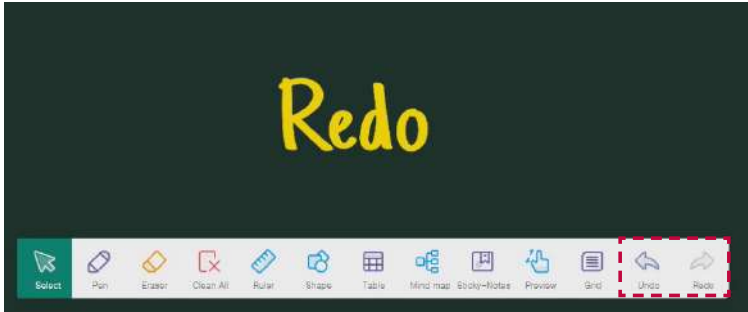 Redo
Select Pen Eraser Clean All Ruler Shape Table Mind map Sticky-Notes Preview Grid Undo Redo